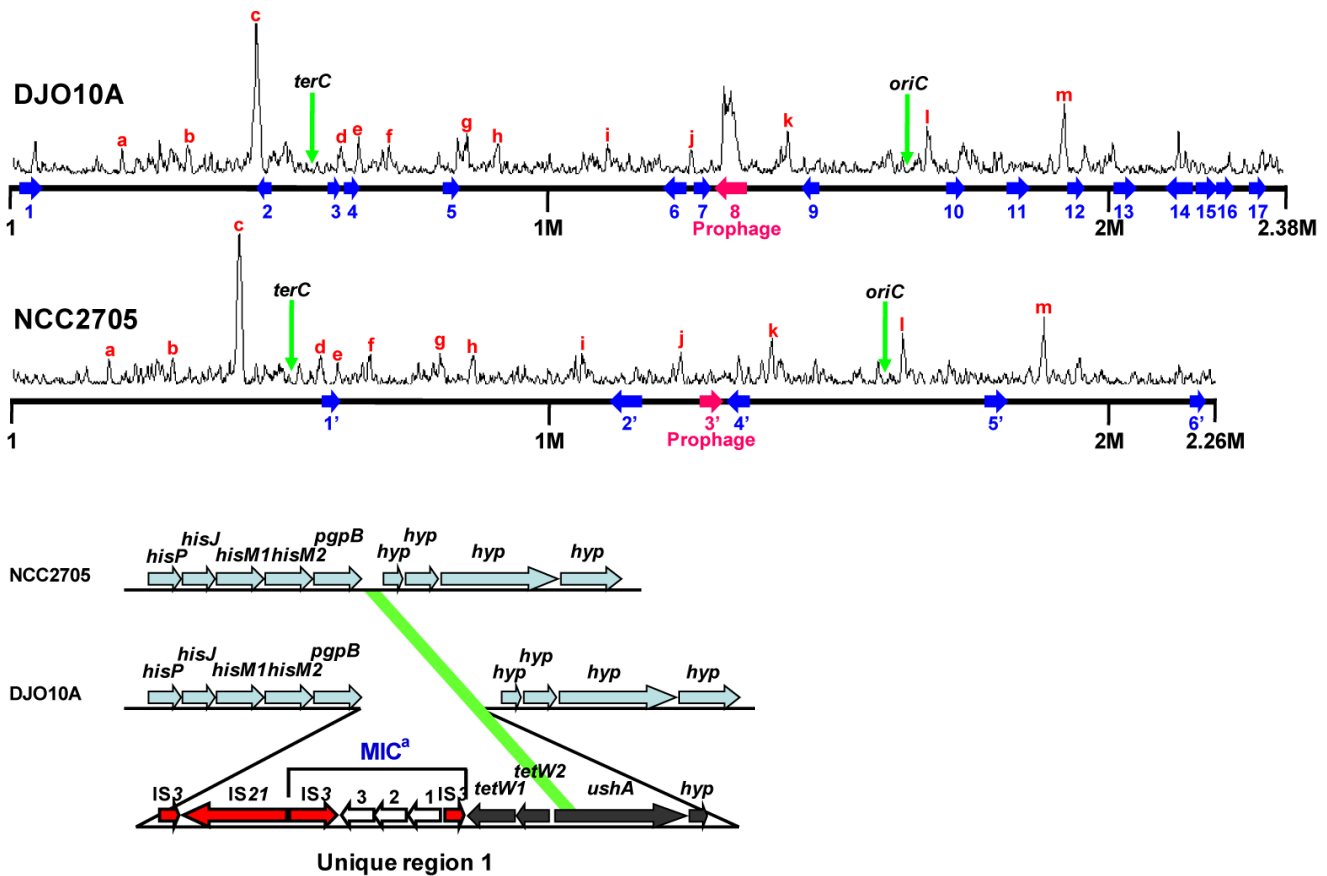 c
terC
oriC
DJO10A
a b d e f g h i j k l m
1 2 3 4 5 6 7 8 9 10 11 12 13 14 15 16 17
Prophage
1 1M 2M 2.38M
c
terC
oriC
NCC2705
a b d e f g h i j k l m
1' 2' 3' 4' 5' 6'
Prophage
1 1M 2M 2.26M
hisP hisJ hisM1 hisM2 pgpB hyp hyp hyp hyp
NCC2705
hisP hisJ hisM1 hisM2 pgpB hyp hyp hyp hyp
DJO10A
MICa
IS3 IS21 IS3 3 2 1 IS3 tetW1 tetW2 ushA hyp
Unique region 1